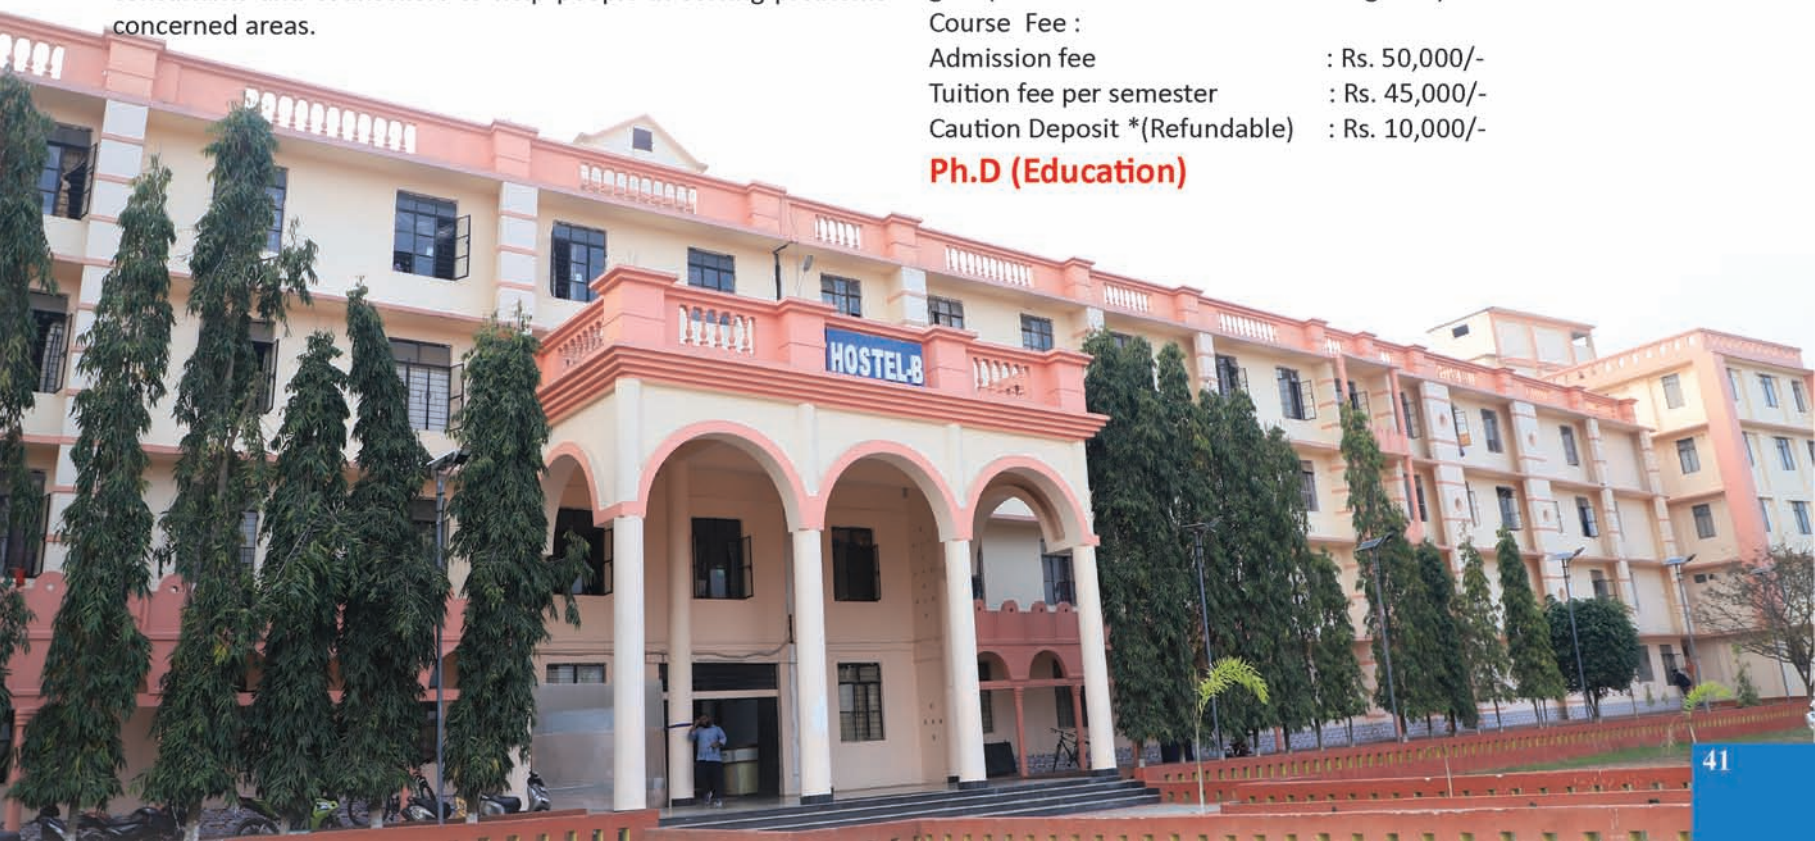 concerned areas.
Course Fee :
Admission fee : Rs. 50,000/-
Tuition fee per semester : Rs. 45,000/-
Caution Deposit *(Refundable) : Rs. 10,000/-
Ph.D (Education)
HOSTEL-B
41